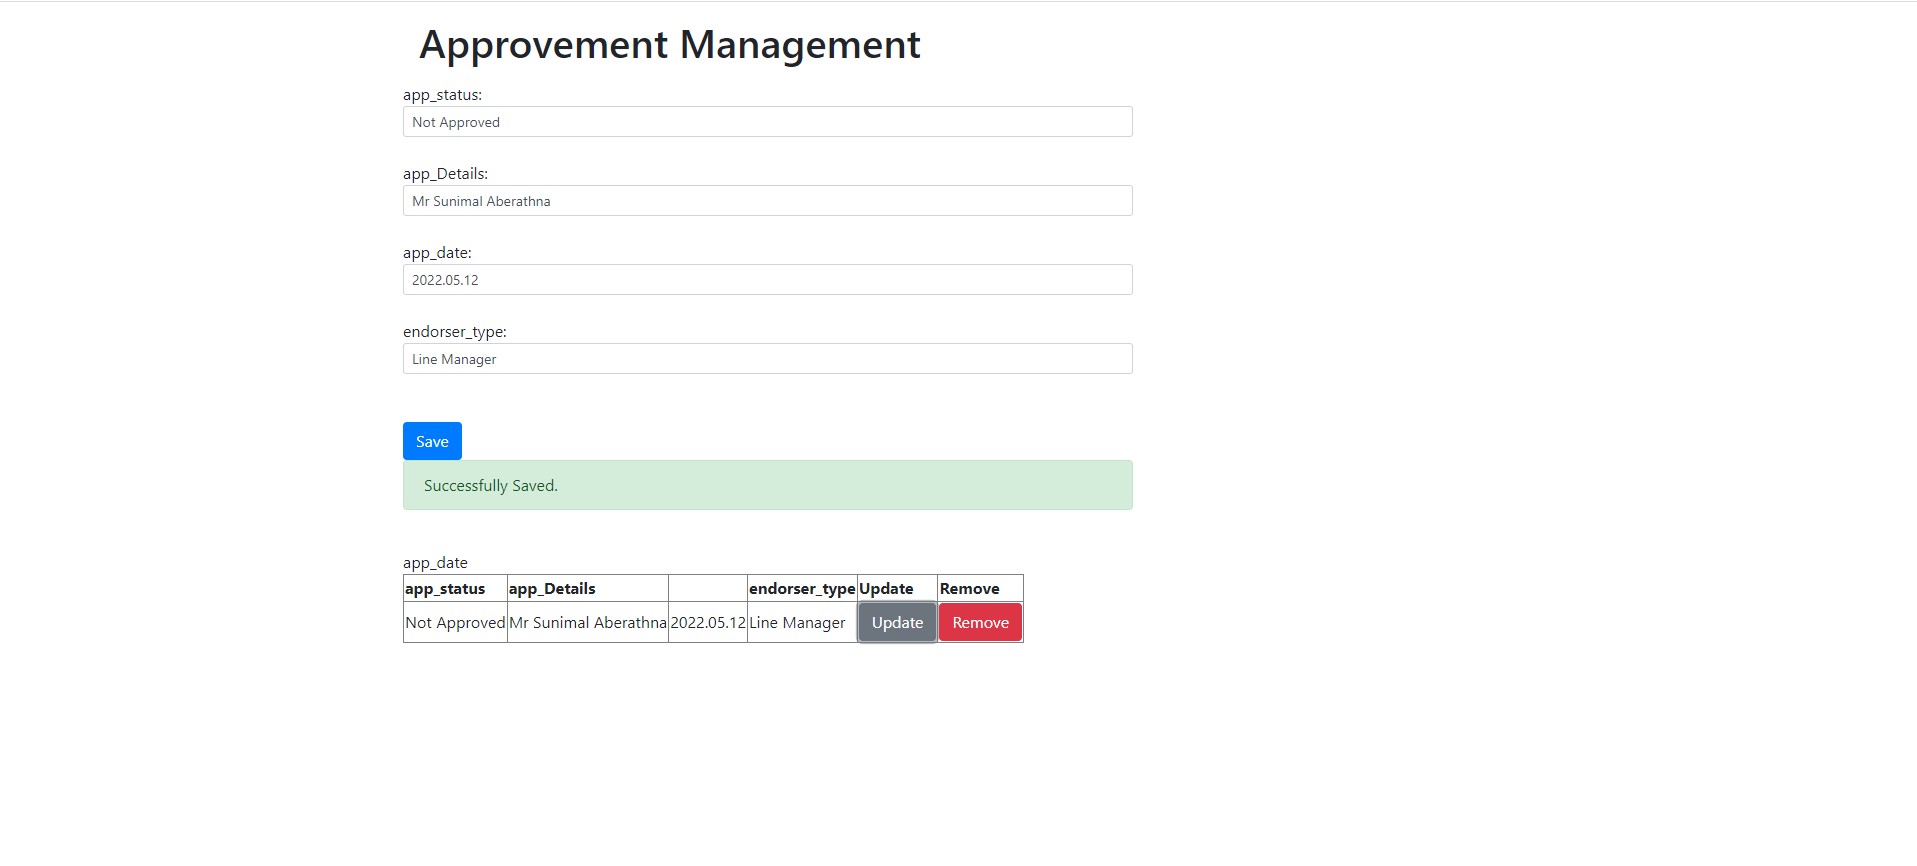 Approvement Management
app_status:
Not Approved
app_Details:
Mr Sunimal Aberathna
app_date:
2022.05.12
endorser_type:
Line Manager
Save
Successfully Saved.
app_date
app_status app_Details endorser_type Update Remove
Not Approved Mr Sunimal Aberathna 2022.05.12 Line Manager Update Remove